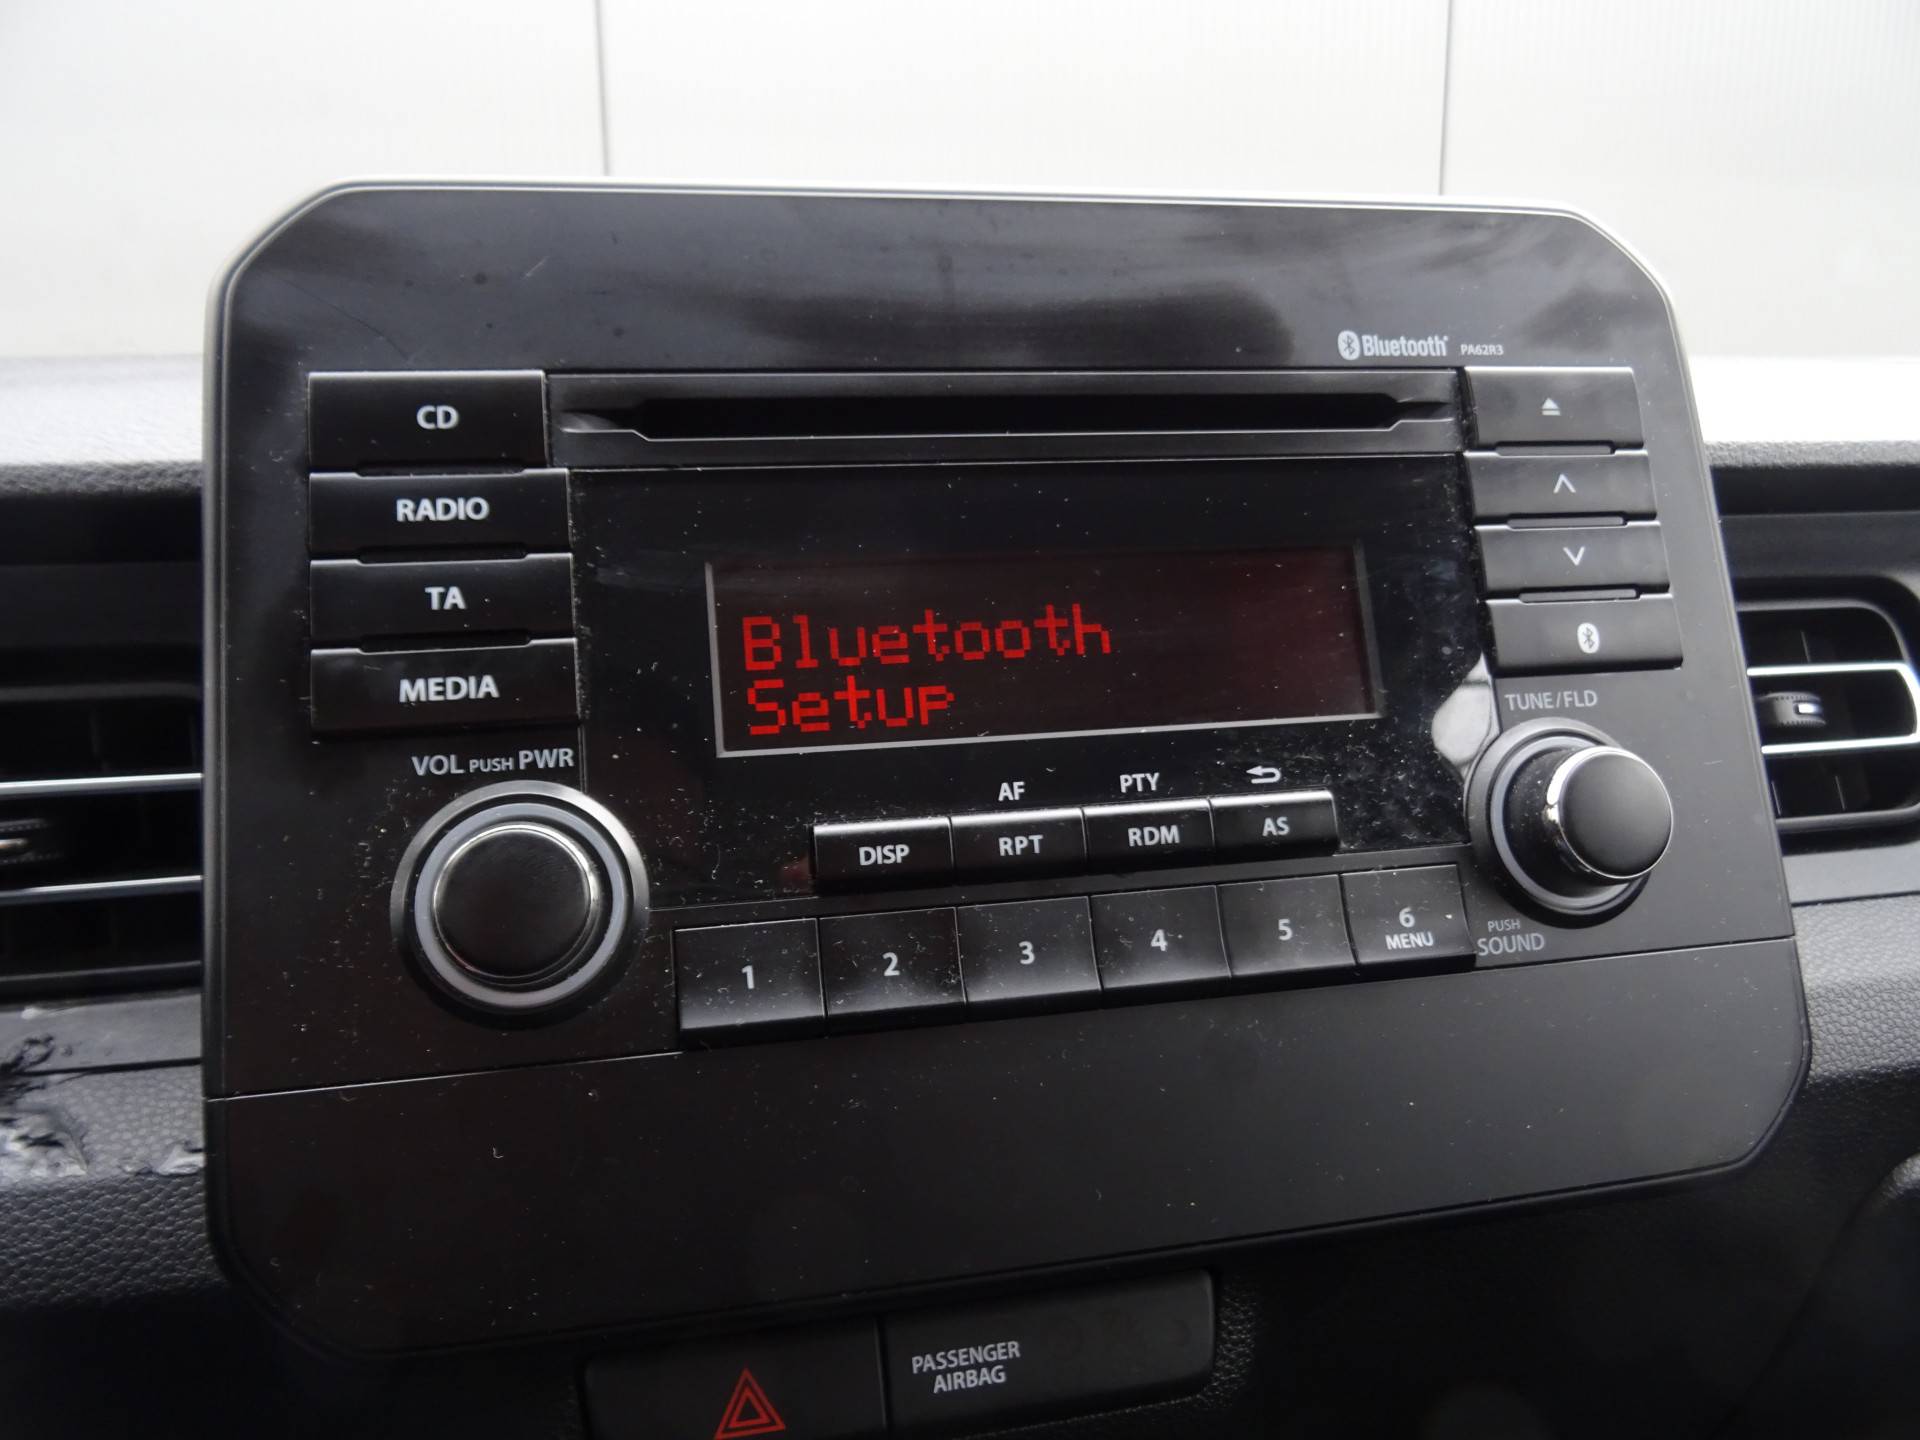 Bluetooth PA62R3
CD
RADIO
TA
MEDIA
VOL PUSH PWR
Bluetooth
Setup
TUNE/FLD
AF PTY
DISP RPT RDM AS
1 2 3 4 5 6
MENU
PUSH
SOUND
PASSENGER
AIRBAG